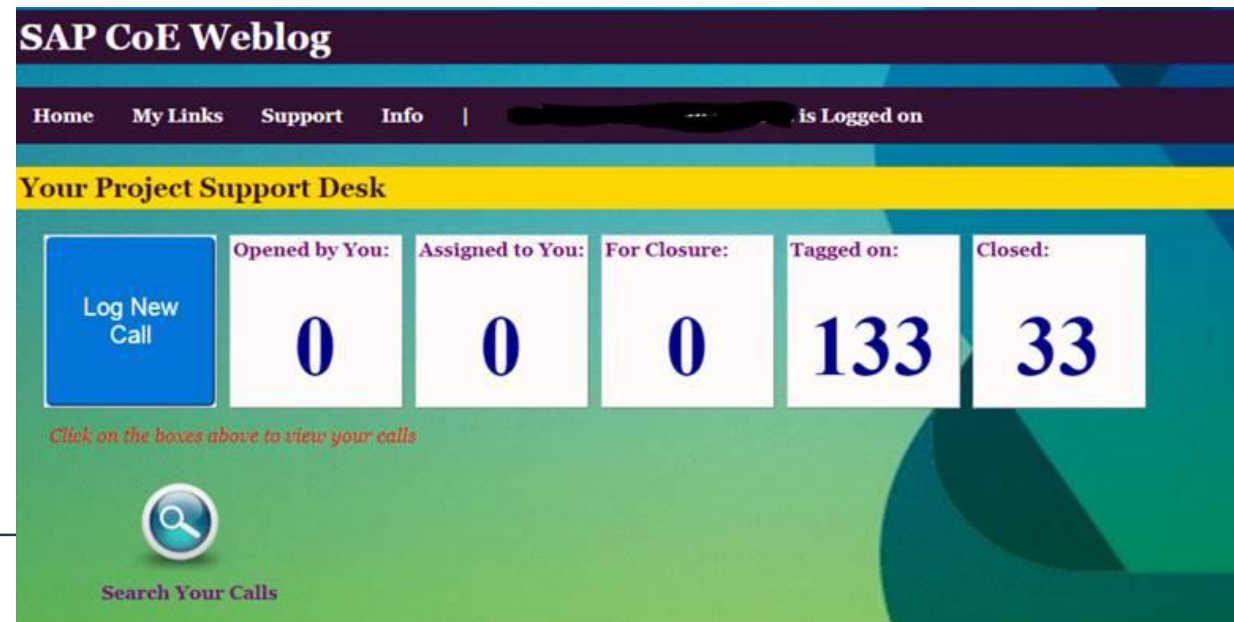 SAP CoE Weblog
Home My Links Support Info | is Logged on
Your Project Support Desk
Log New
Call
Opened by You:
0
Assigned to You:
0
For Closure:
0
Tagged on:
133
Closed:
33
Click on the boxes above to view your calls
Search Your Calls